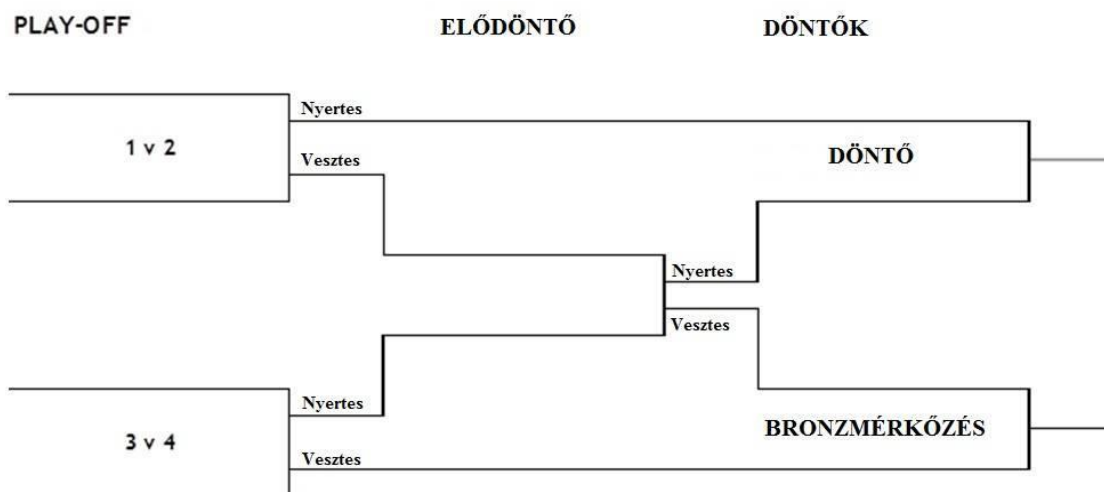 PLAY-OFF ELŐDÖNTŐ DÖNTŐK
Nyertes
1 v 2
Vesztes
DÖNTŐ
Nyertes
Vesztes
Nyertes
3 v 4
Vesztes
BRONZMÉRKŐZÉS